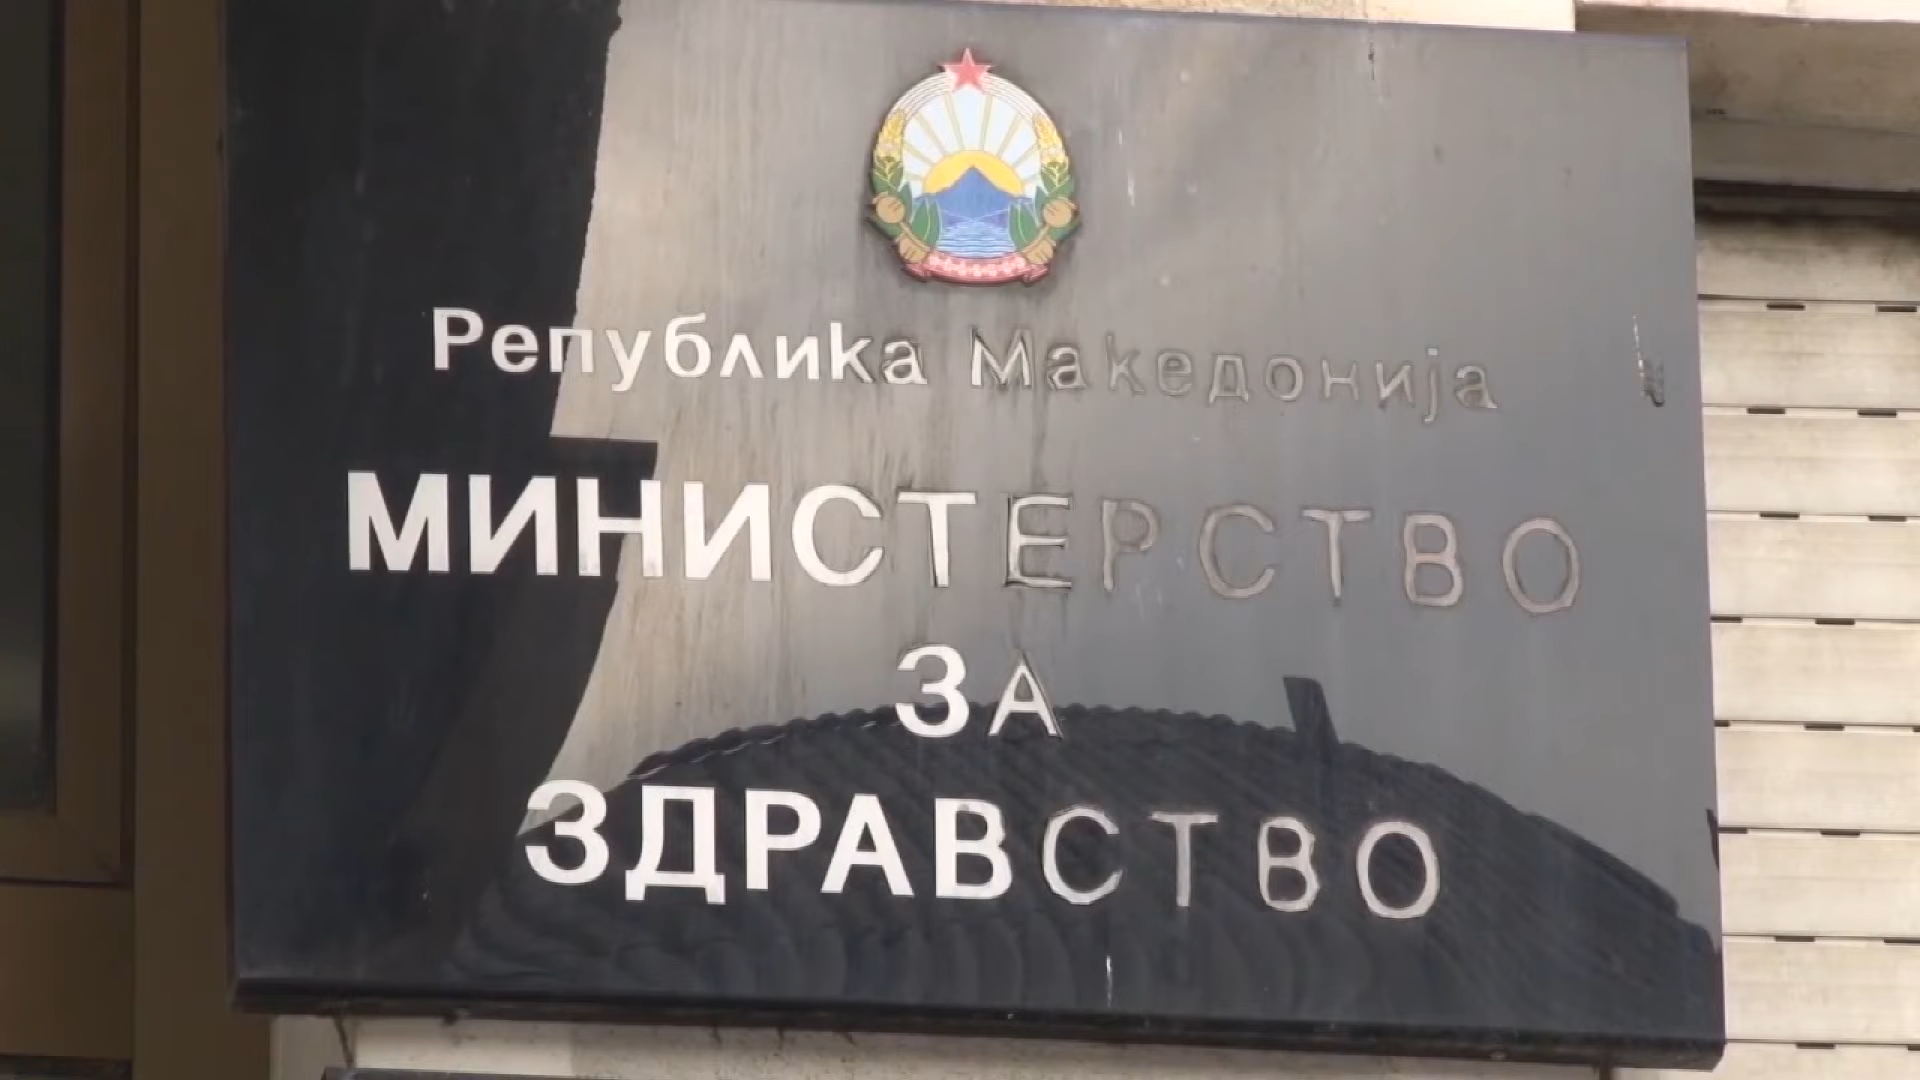 Република Македонија
МИНИСТЕРСТВО
ЗА
ЗДРАВСТВО